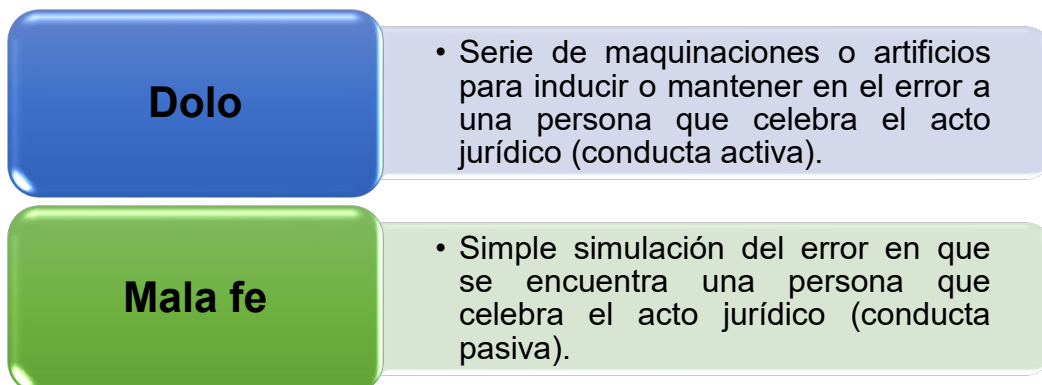 Dolo
• Serie de maquinaciones o artificios
para inducir o mantener en el error a
una persona que celebra el acto
jurídico (conducta activa).
Mala fe
• Simple simulación del error en que
se encuentra una persona que
celebra el acto jurídico (conducta
pasiva).